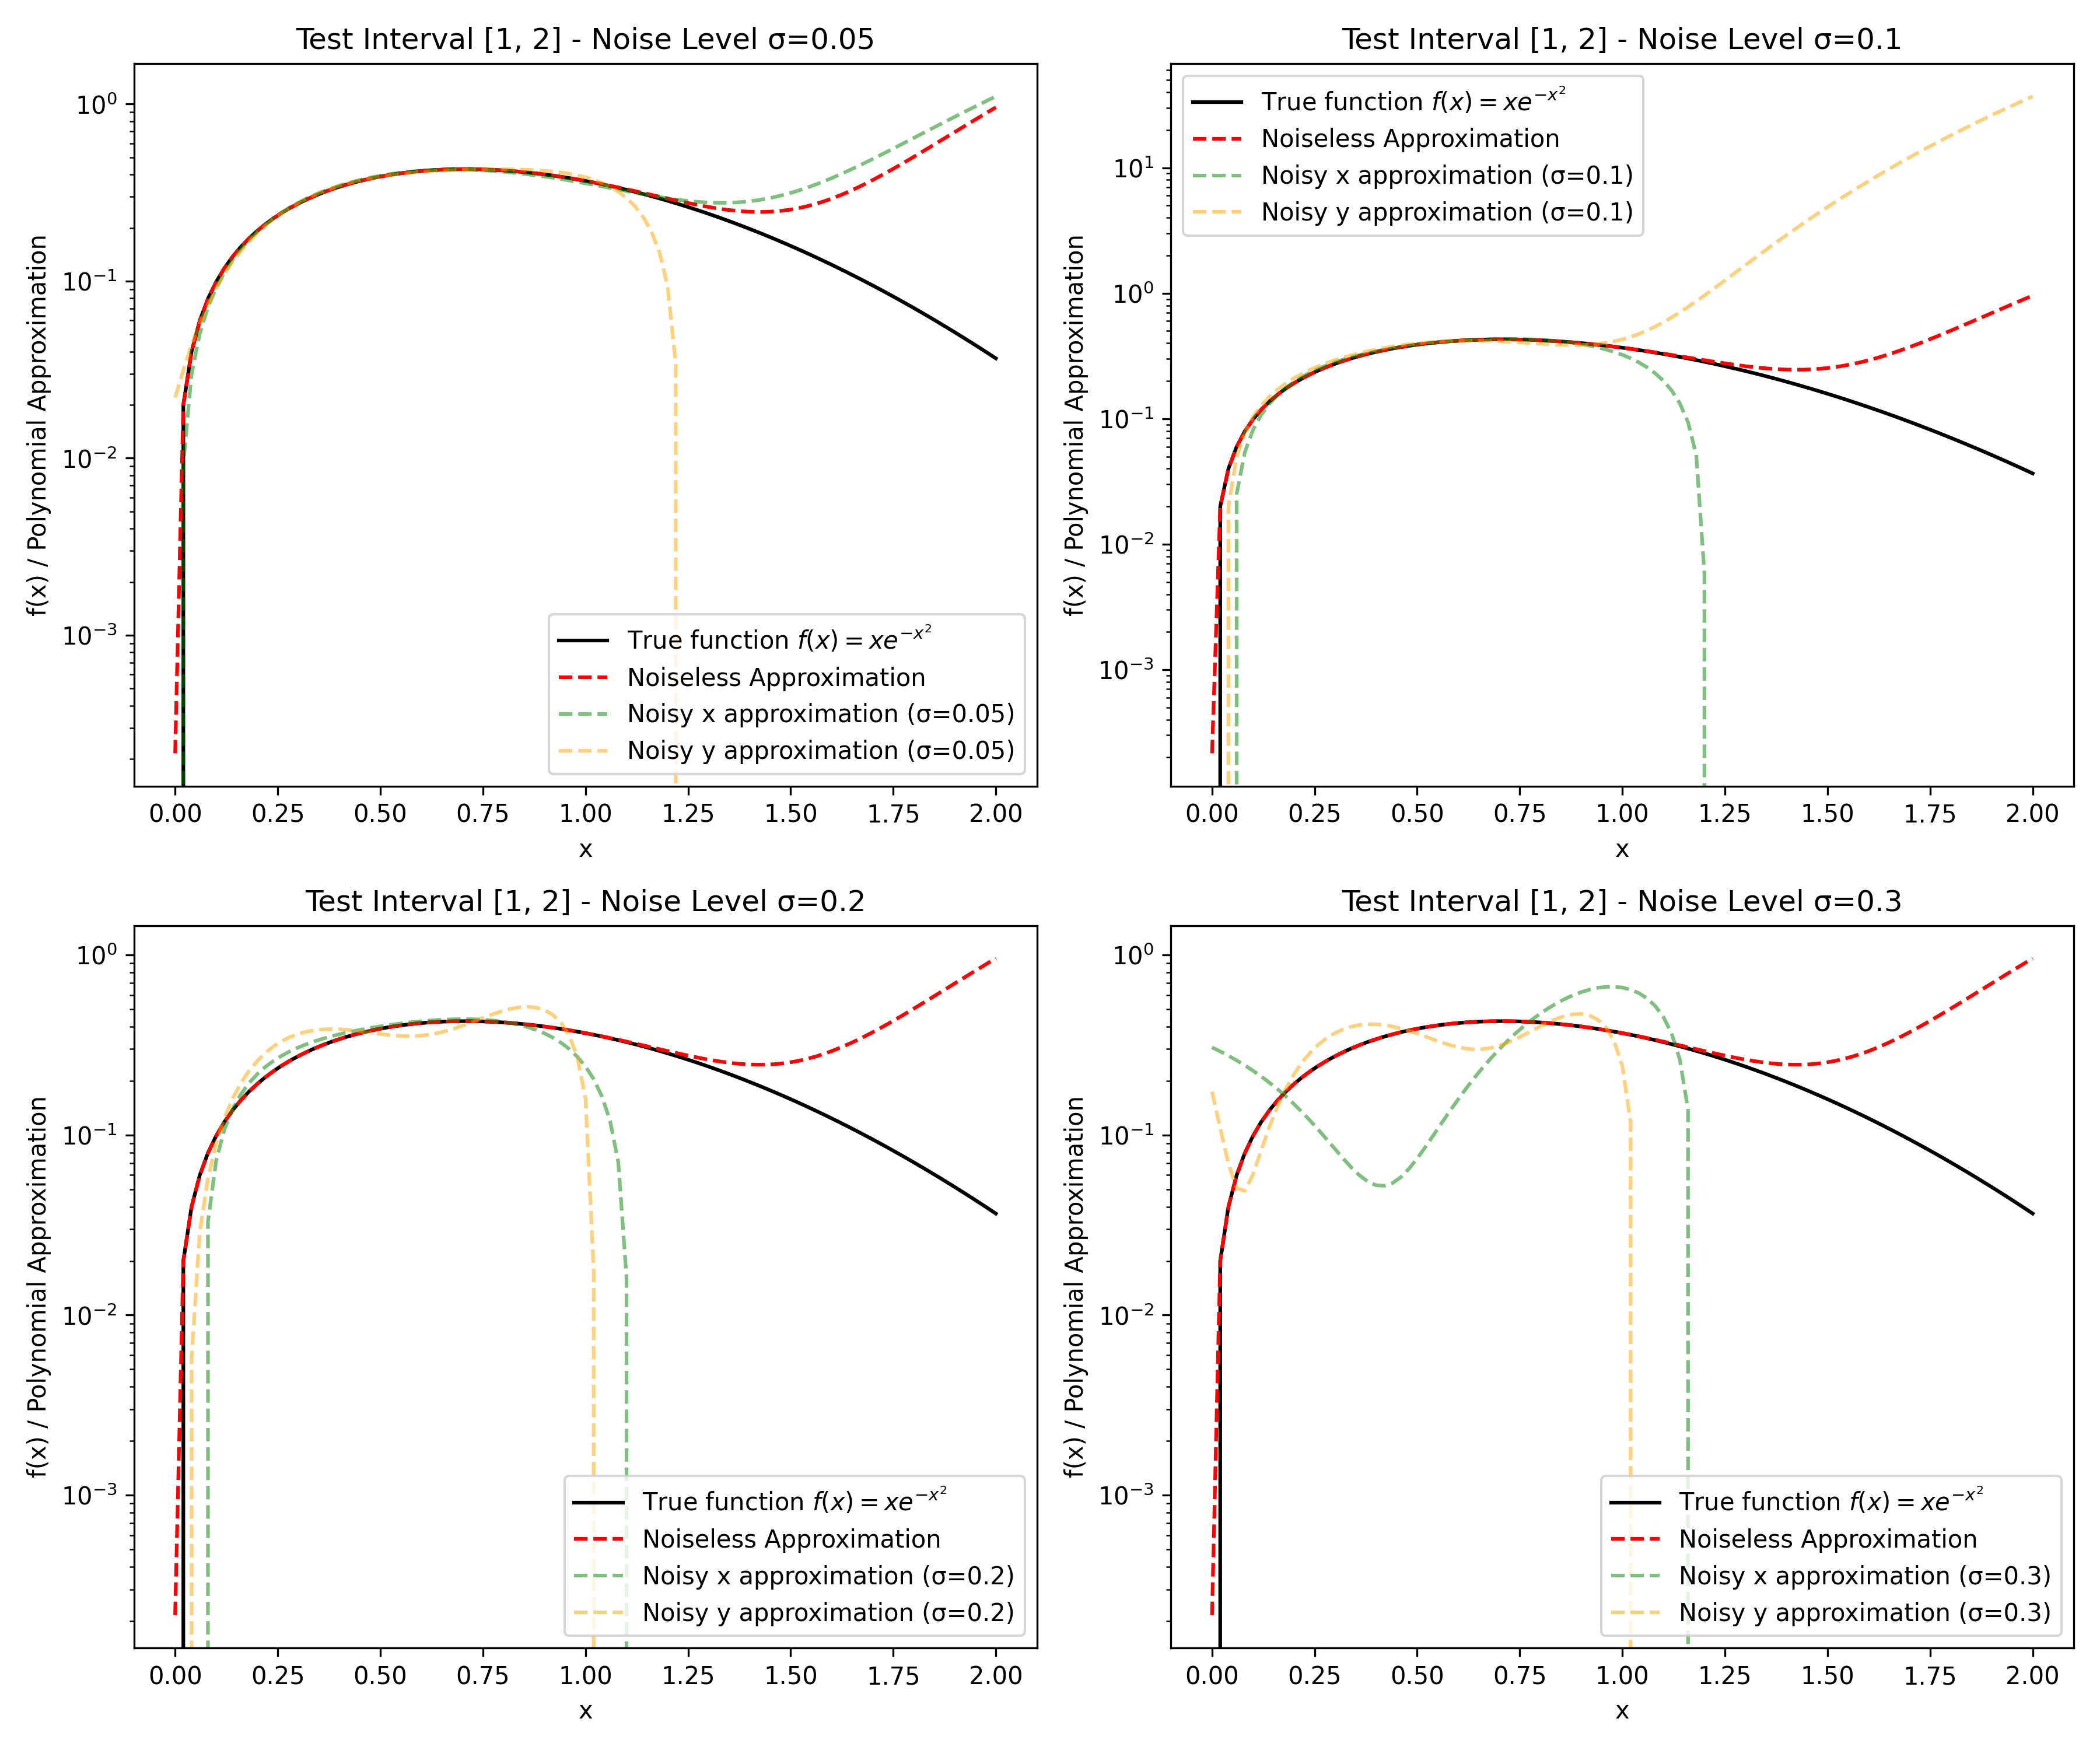 Test Interval [1, 2] - Noise Level σ=0.05
f(x) / Polynomial Approximation
10⁰
10⁻¹
10⁻²
10⁻³
True function f(x) = xe^{-x²}
Noiseless Approximation
Noisy x approximation (σ=0.05)
Noisy y approximation (σ=0.05)
0.00 0.25 0.50 0.75 1.00 1.25 1.50 1.75 2.00
x
Test Interval [1, 2] - Noise Level σ=0.1
f(x) / Polynomial Approximation
True function f(x) = xe^{-x²}
Noiseless Approximation
Noisy x approximation (σ=0.1)
Noisy y approximation (σ=0.1)
10¹
10⁰
10⁻¹
10⁻²
10⁻³
0.00 0.25 0.50 0.75 1.00 1.25 1.50 1.75 2.00
x
Test Interval [1, 2] - Noise Level σ=0.2
f(x) / Polynomial Approximation
10⁰
10⁻¹
10⁻²
10⁻³
True function f(x) = xe^{-x²}
Noiseless Approximation
Noisy x approximation (σ=0.2)
Noisy y approximation (σ=0.2)
0.00 0.25 0.50 0.75 1.00 1.25 1.50 1.75 2.00
x
Test Interval [1, 2] - Noise Level σ=0.3
f(x) / Polynomial Approximation
10⁰
10⁻¹
10⁻²
10⁻³
True function f(x) = xe^{-x²}
Noiseless Approximation
Noisy x approximation (σ=0.3)
Noisy y approximation (σ=0.3)
0.00 0.25 0.50 0.75 1.00 1.25 1.50 1.75 2.00
x